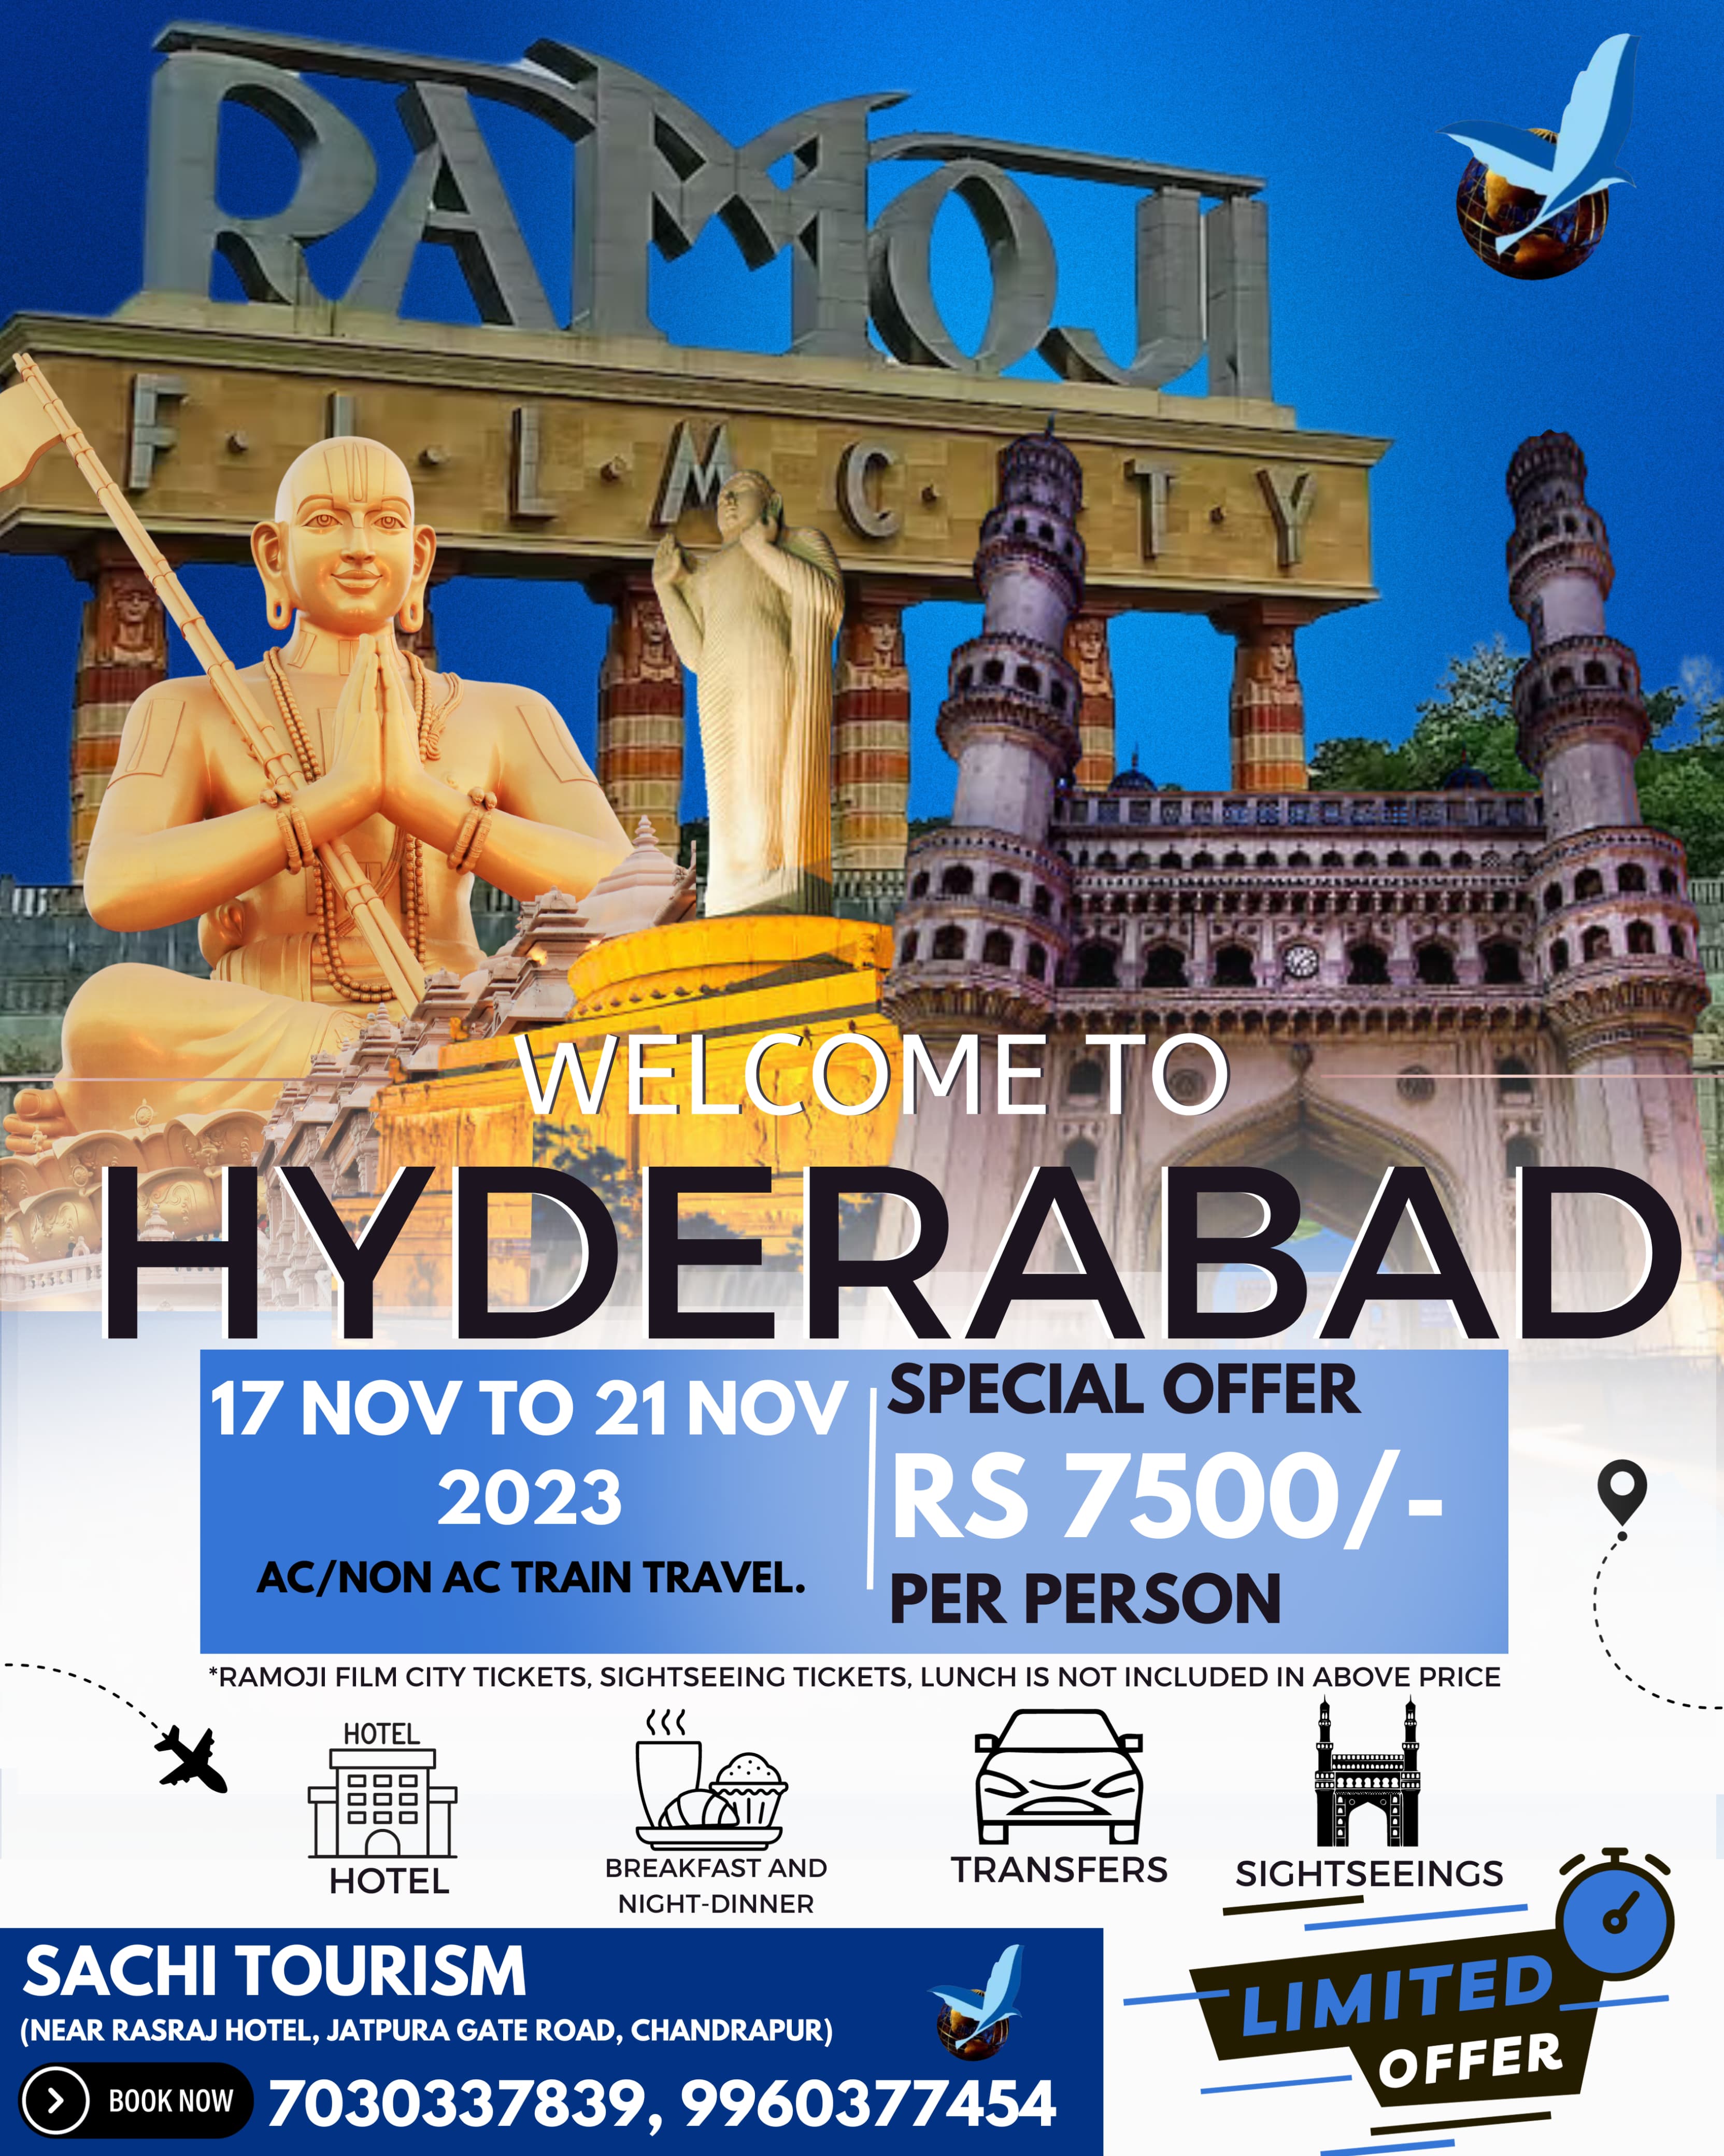 RAMOJI
F·I·L·M C·TY
WELCOME TO
HYDERABAD
17 NOV TO 21 NOV
2023
AC/NON AC TRAIN TRAVEL.
SPECIAL OFFER
RS 7500/-
PER PERSON
*RAMOJI FILM CITY TICKETS, SIGHTSEEING TICKETS, LUNCH IS NOT INCLUDED IN ABOVE PRICE
HOTEL
HOTEL
BREAKFAST AND
NIGHT-DINNER
TRANSFERS
SIGHTSEEINGS
SACHI TOURISM
(NEAR RASRAJ HOTEL, JATPURA GATE ROAD, CHANDRAPUR)
BOOK NOW
7030337839, 9960377454
LIMITED
OFFER